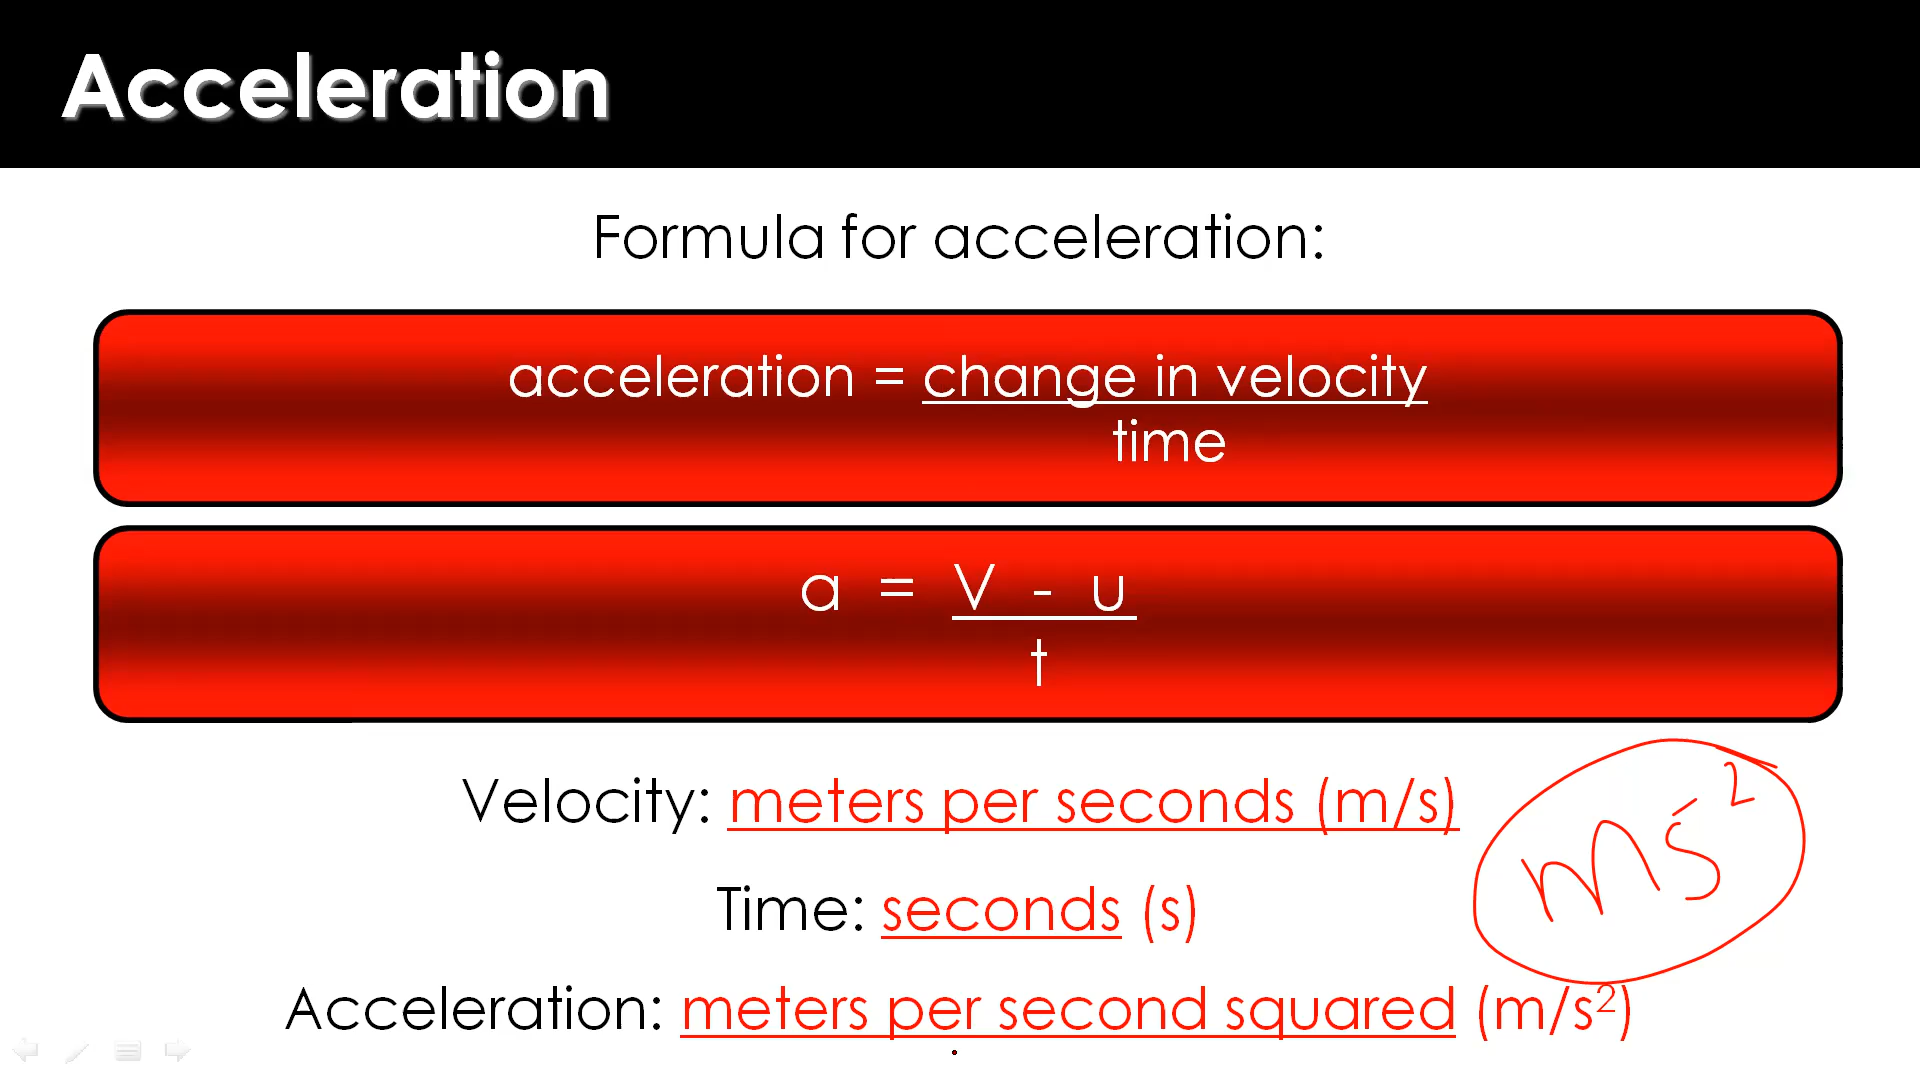 Acceleration
Formula for acceleration:
acceleration = change in velocity
time
a = V - u
t
Velocity: meters per seconds (m/s)
ms⁻²
Time: seconds (s)
Acceleration: meters per second squared (m/s²)